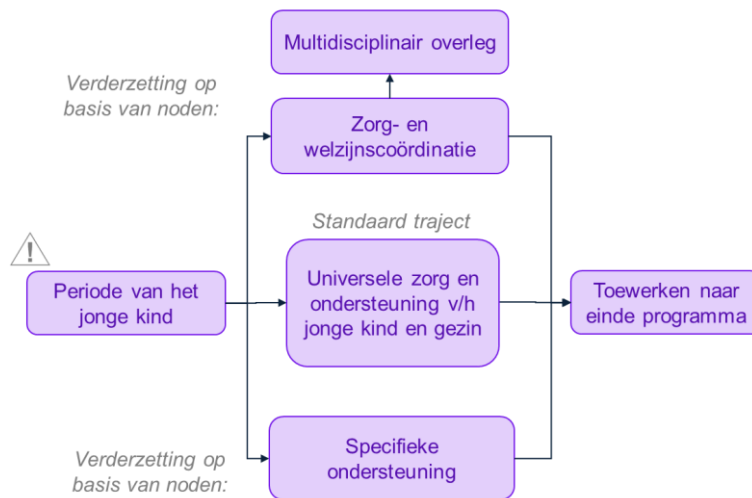 Multidisciplinair overleg
Verderzetting op
basis van noden:
Zorg- en
welzijnscoördinatie
Standaard traject
!
Periode van het
jonge kind
Universele zorg en
ondersteuning v/h
jonge kind en gezin
Toewerken naar
einde programma
Verderzetting op
basis van noden:
Specifieke
ondersteuning